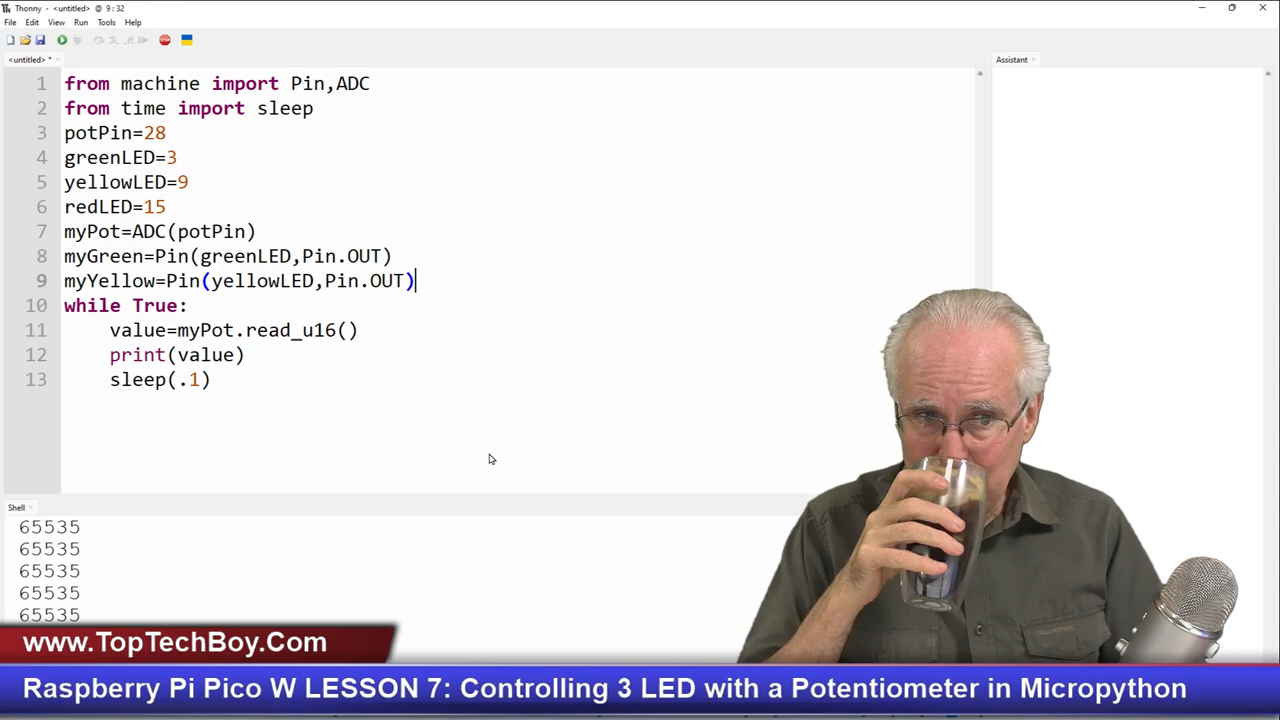 Thonny - <untitled> @ 9:32
File Edit View Run Tools Help
<untitled> *
Assistant
1 from machine import Pin,ADC
2 from time import sleep
3 potPin=28
4 greenLED=3
5 yellowLED=9
6 redLED=15
7 myPot=ADC(potPin)
8 myGreen=Pin(greenLED,Pin.OUT)
9 myYellow=Pin(yellowLED,Pin.OUT)
10 while True:
11 value=myPot.read_u16()
12 print(value)
13 sleep(.1)
Shell
65535
65535
65535
65535
65535
www.TopTechBoy.Com
Raspberry Pi Pico W LESSON 7: Controlling 3 LED with a Potentiometer in Micropython